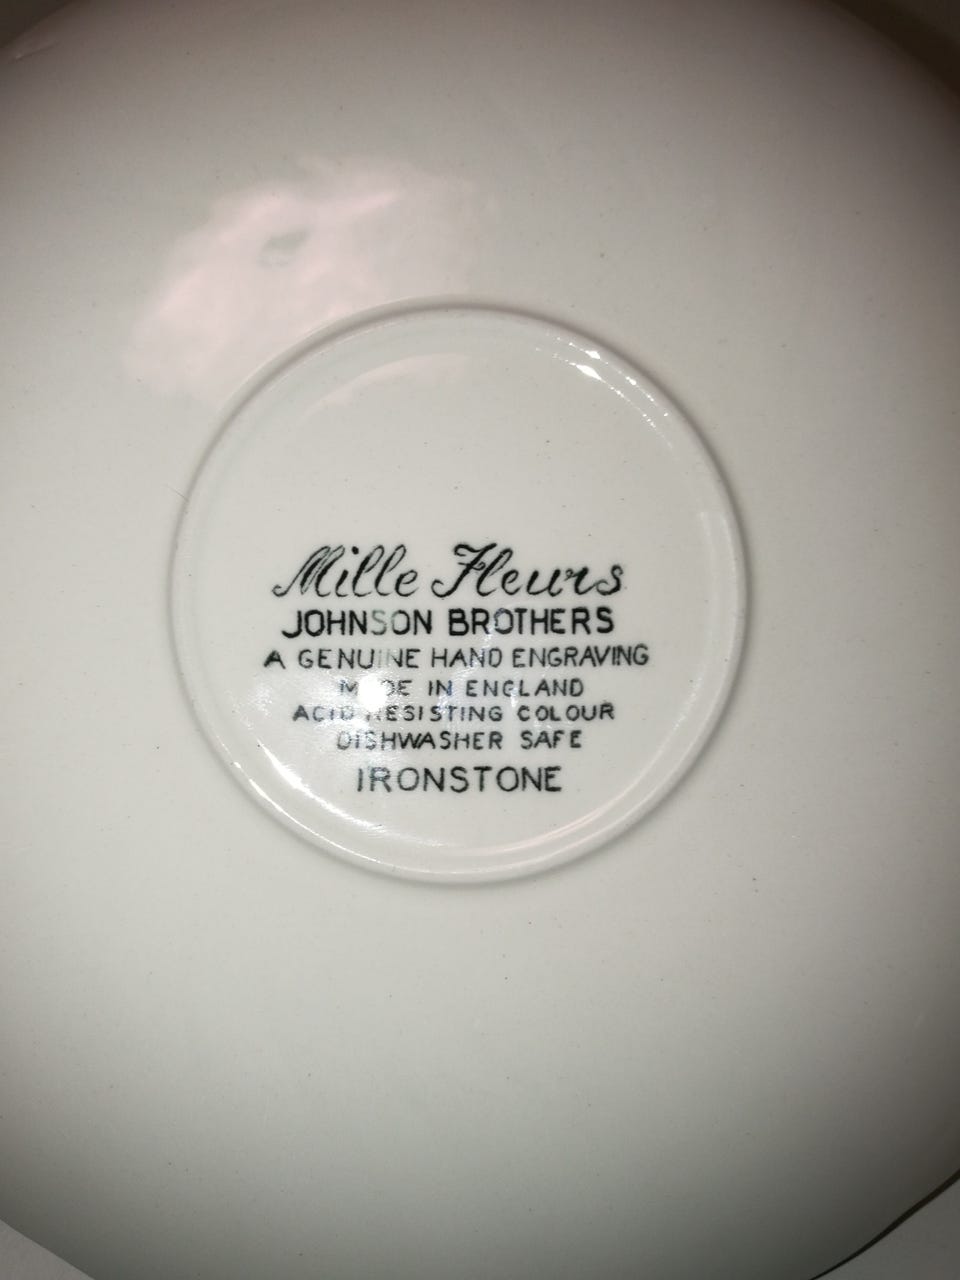 Mille Fleurs
JOHNSON BROTHERS
A GENUINE HAND ENGRAVING
MADE IN ENGLAND
ACID RESISTING COLOUR
DISHWASHER SAFE
IRONSTONE